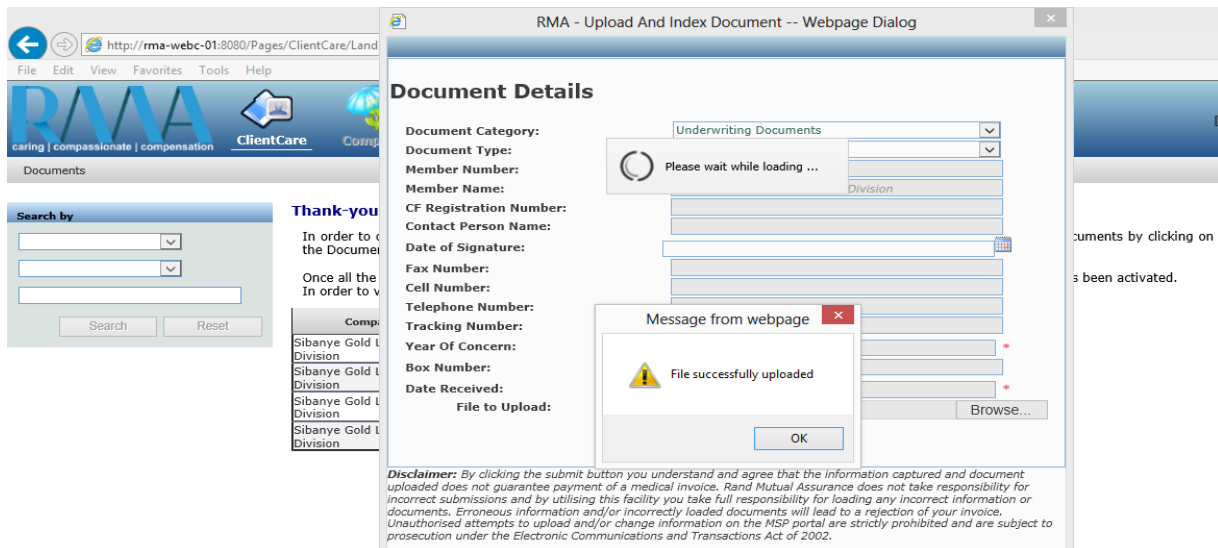 RMA - Upload And Index Document -- Webpage Dialog
http://rma-webc-01:8080/Pages/ClientCare/Land
File Edit View Favorites Tools Help
RMA
caring | compassionate | compensation
ClientCare
Comp
Documents
Search by
Search Reset
Thank-you
In order to
the Docume
Once all the
In order to v
cuments by clicking on
s been activated.
Compa
Sibanye Gold L
Division
Sibanye Gold L
Division
Sibanye Gold L
Division
Sibanye Gold L
Division
Document Details
Document Category: Underwriting Documents
Document Type:
Please wait while loading ...
Member Number:
Member Name: Division
CF Registration Number:
Contact Person Name:
Date of Signature:
Fax Number:
Cell Number:
Telephone Number:
Tracking Number:
Year Of Concern: *
Box Number:
Date Received: *
File to Upload: Browse...
Message from webpage
File successfully uploaded
OK
Disclaimer: By clicking the submit button you understand and agree that the information captured and document
uploaded does not guarantee payment of a medical invoice. Rand Mutual Assurance does not take responsibility for
incorrect submissions and by utilising this facility you take full responsibility for loading any incorrect information or
documents. Erroneous information and/or incorrectly loaded documents will lead to a rejection of your invoice.
Unauthorised attempts to upload and/or change information on the MSP portal are strictly prohibited and are subject to
prosecution under the Electronic Communications and Transactions Act of 2002.